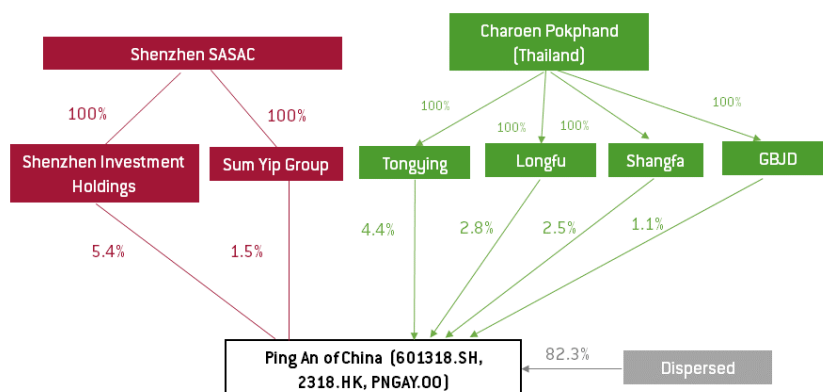 Shenzhen SASAC
Charoen Pokphand
(Thailand)
100%
100%
100%
100%
100%
100%
Shenzhen Investment
Holdings
Sum Yip Group
Tongying
Longfu
Shangfa
GBJD
5.4%
1.5%
4.4%
2.8%
2.5%
1.1%
Ping An of China (601318.SH,
2318.HK, PNGAY.OO)
82.3%
Dispersed